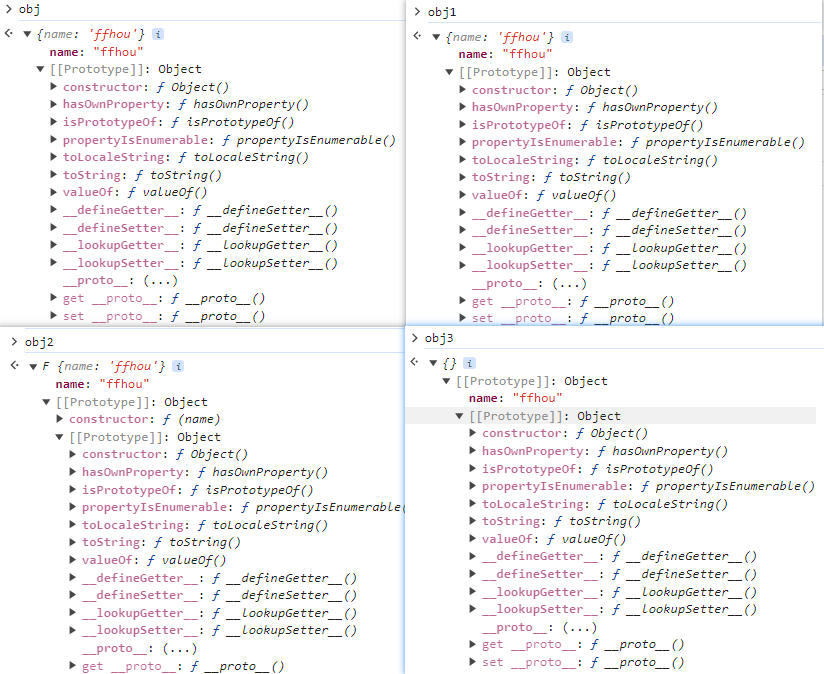 obj
{name: 'ffhou'} i
name: "ffhou"
[[Prototype]]: Object
constructor: ƒ Object()
hasOwnProperty: ƒ hasOwnProperty()
isPrototypeOf: ƒ isPrototypeOf()
propertyIsEnumerable: ƒ propertyIsEnumerable()
toLocaleString: ƒ toLocaleString()
toString: ƒ toString()
valueOf: ƒ valueOf()
__defineGetter__: ƒ __defineGetter__()
__defineSetter__: ƒ __defineSetter__()
__lookupGetter__: ƒ __lookupGetter__()
__lookupSetter__: ƒ __lookupSetter__()
__proto__: (...)
get __proto__: ƒ __proto__()
set __proto__: ƒ __proto__()
obj1
{name: 'ffhou'} i
name: "ffhou"
[[Prototype]]: Object
constructor: ƒ Object()
hasOwnProperty: ƒ hasOwnProperty()
isPrototypeOf: ƒ isPrototypeOf()
propertyIsEnumerable: ƒ propertyIsEnumerable()
toLocaleString: ƒ toLocaleString()
toString: ƒ toString()
valueOf: ƒ valueOf()
__defineGetter__: ƒ __defineGetter__()
__defineSetter__: ƒ __defineSetter__()
__lookupGetter__: ƒ __lookupGetter__()
__lookupSetter__: ƒ __lookupSetter__()
__proto__: (...)
get __proto__: ƒ __proto__()
set __proto__: ƒ __proto__()
obj2
F {name: 'ffhou'} i
name: "ffhou"
[[Prototype]]: Object
constructor: ƒ (name)
[[Prototype]]: Object
constructor: ƒ Object()
hasOwnProperty: ƒ hasOwnProperty()
isPrototypeOf: ƒ isPrototypeOf()
propertyIsEnumerable: ƒ propertyIsEnumerable
toLocaleString: ƒ toLocaleString()
toString: ƒ toString()
valueOf: ƒ valueOf()
__defineGetter__: ƒ __defineGetter__()
__defineSetter__: ƒ __defineSetter__()
__lookupGetter__: ƒ __lookupGetter__()
__lookupSetter__: ƒ __lookupSetter__()
__proto__: (...)
get __proto__: ƒ __proto__()
obj3
{} i
[[Prototype]]: Object
name: "ffhou"
[[Prototype]]: Object
constructor: ƒ Object()
hasOwnProperty: ƒ hasOwnProperty()
isPrototypeOf: ƒ isPrototypeOf()
propertyIsEnumerable: ƒ propertyIsEnumerable()
toLocaleString: ƒ toLocaleString()
toString: ƒ toString()
valueOf: ƒ valueOf()
__defineGetter__: ƒ __defineGetter__()
__defineSetter__: ƒ __defineSetter__()
__lookupGetter__: ƒ __lookupGetter__()
__lookupSetter__: ƒ __lookupSetter__()
__proto__: (...)
get __proto__: ƒ __proto__()
set __proto__: ƒ __proto__()